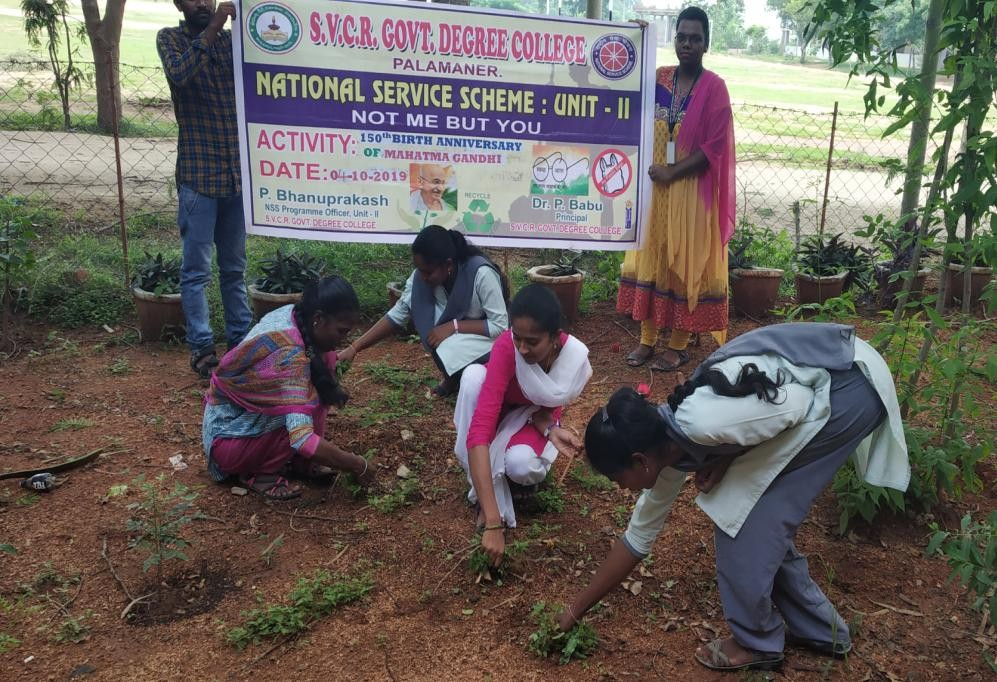 S.V.C.R. GOVT. DEGREE COLLEGE
PALAMANER.
NATIONAL SERVICE SCHEME : UNIT - II
NOT ME BUT YOU
ACTIVITY: 150th BIRTH ANNIVERSARY
OF MAHATMA GANDHI
DATE: 04-10-2019
RECYCLE
P. Bhanuprakash
NSS Programme Officer, Unit - II
S.V.C.R GOVT. DEGREE COLLEGE
Dr. P. Babu
Principal
S.V.C.R GOVT. DEGREE COLLEGE